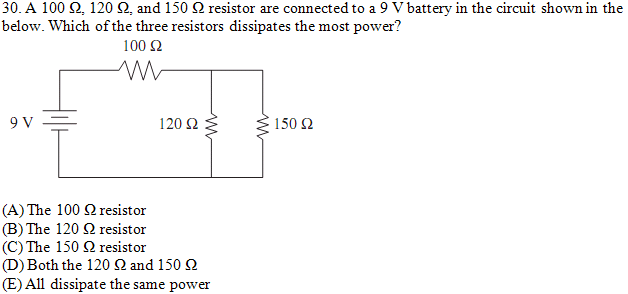 30. A 100 Ω, 120 Ω, and 150 Ω resistor are connected to a 9 V battery in the circuit shown in the
below. Which of the three resistors dissipates the most power?
100 Ω
9 V
120 Ω
150 Ω
(A) The 100 Ω resistor
(B) The 120 Ω resistor
(C) The 150 Ω resistor
(D) Both the 120 Ω and 150 Ω
(E) All dissipate the same power